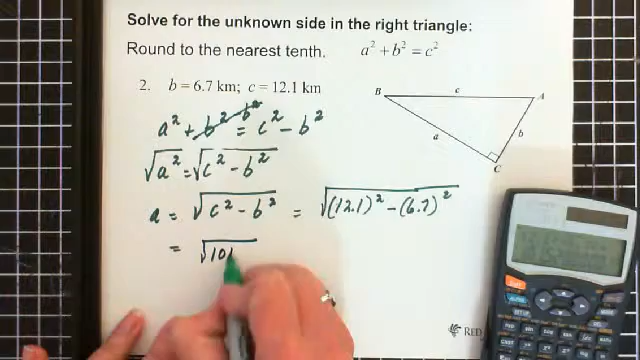 Solve for the unknown side in the right triangle:
Round to the nearest tenth. a² + b² = c²
2. b = 6.7 km; c = 12.1 km
B c A
a b
C
a² + b² - b² = c² - b²
√a² = √c² - b²
a = √c² - b² = √(12.1)² - (6.7)²
= √101
RED